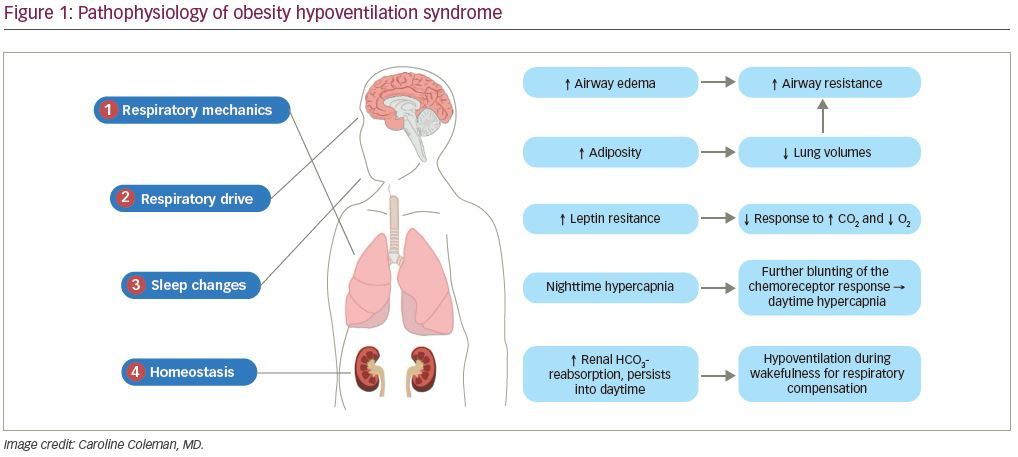 Figure 1: Pathophysiology of obesity hypoventilation syndrome
1 Respiratory mechanics
2 Respiratory drive
3 Sleep changes
4 Homeostasis
↑ Airway edema
↑ Airway resistance
↑ Adiposity
↓ Lung volumes
↑ Leptin resitance
↓ Response to ↑ CO₂ and ↓ O₂
Nighttime hypercapnia
Further blunting of the
chemoreceptor response →
daytime hypercapnia
↑ Renal HCO₃-
reabsorption, persists
into daytime
Hypoventilation during
wakefulness for respiratory
compensation
Image credit: Caroline Coleman, MD.